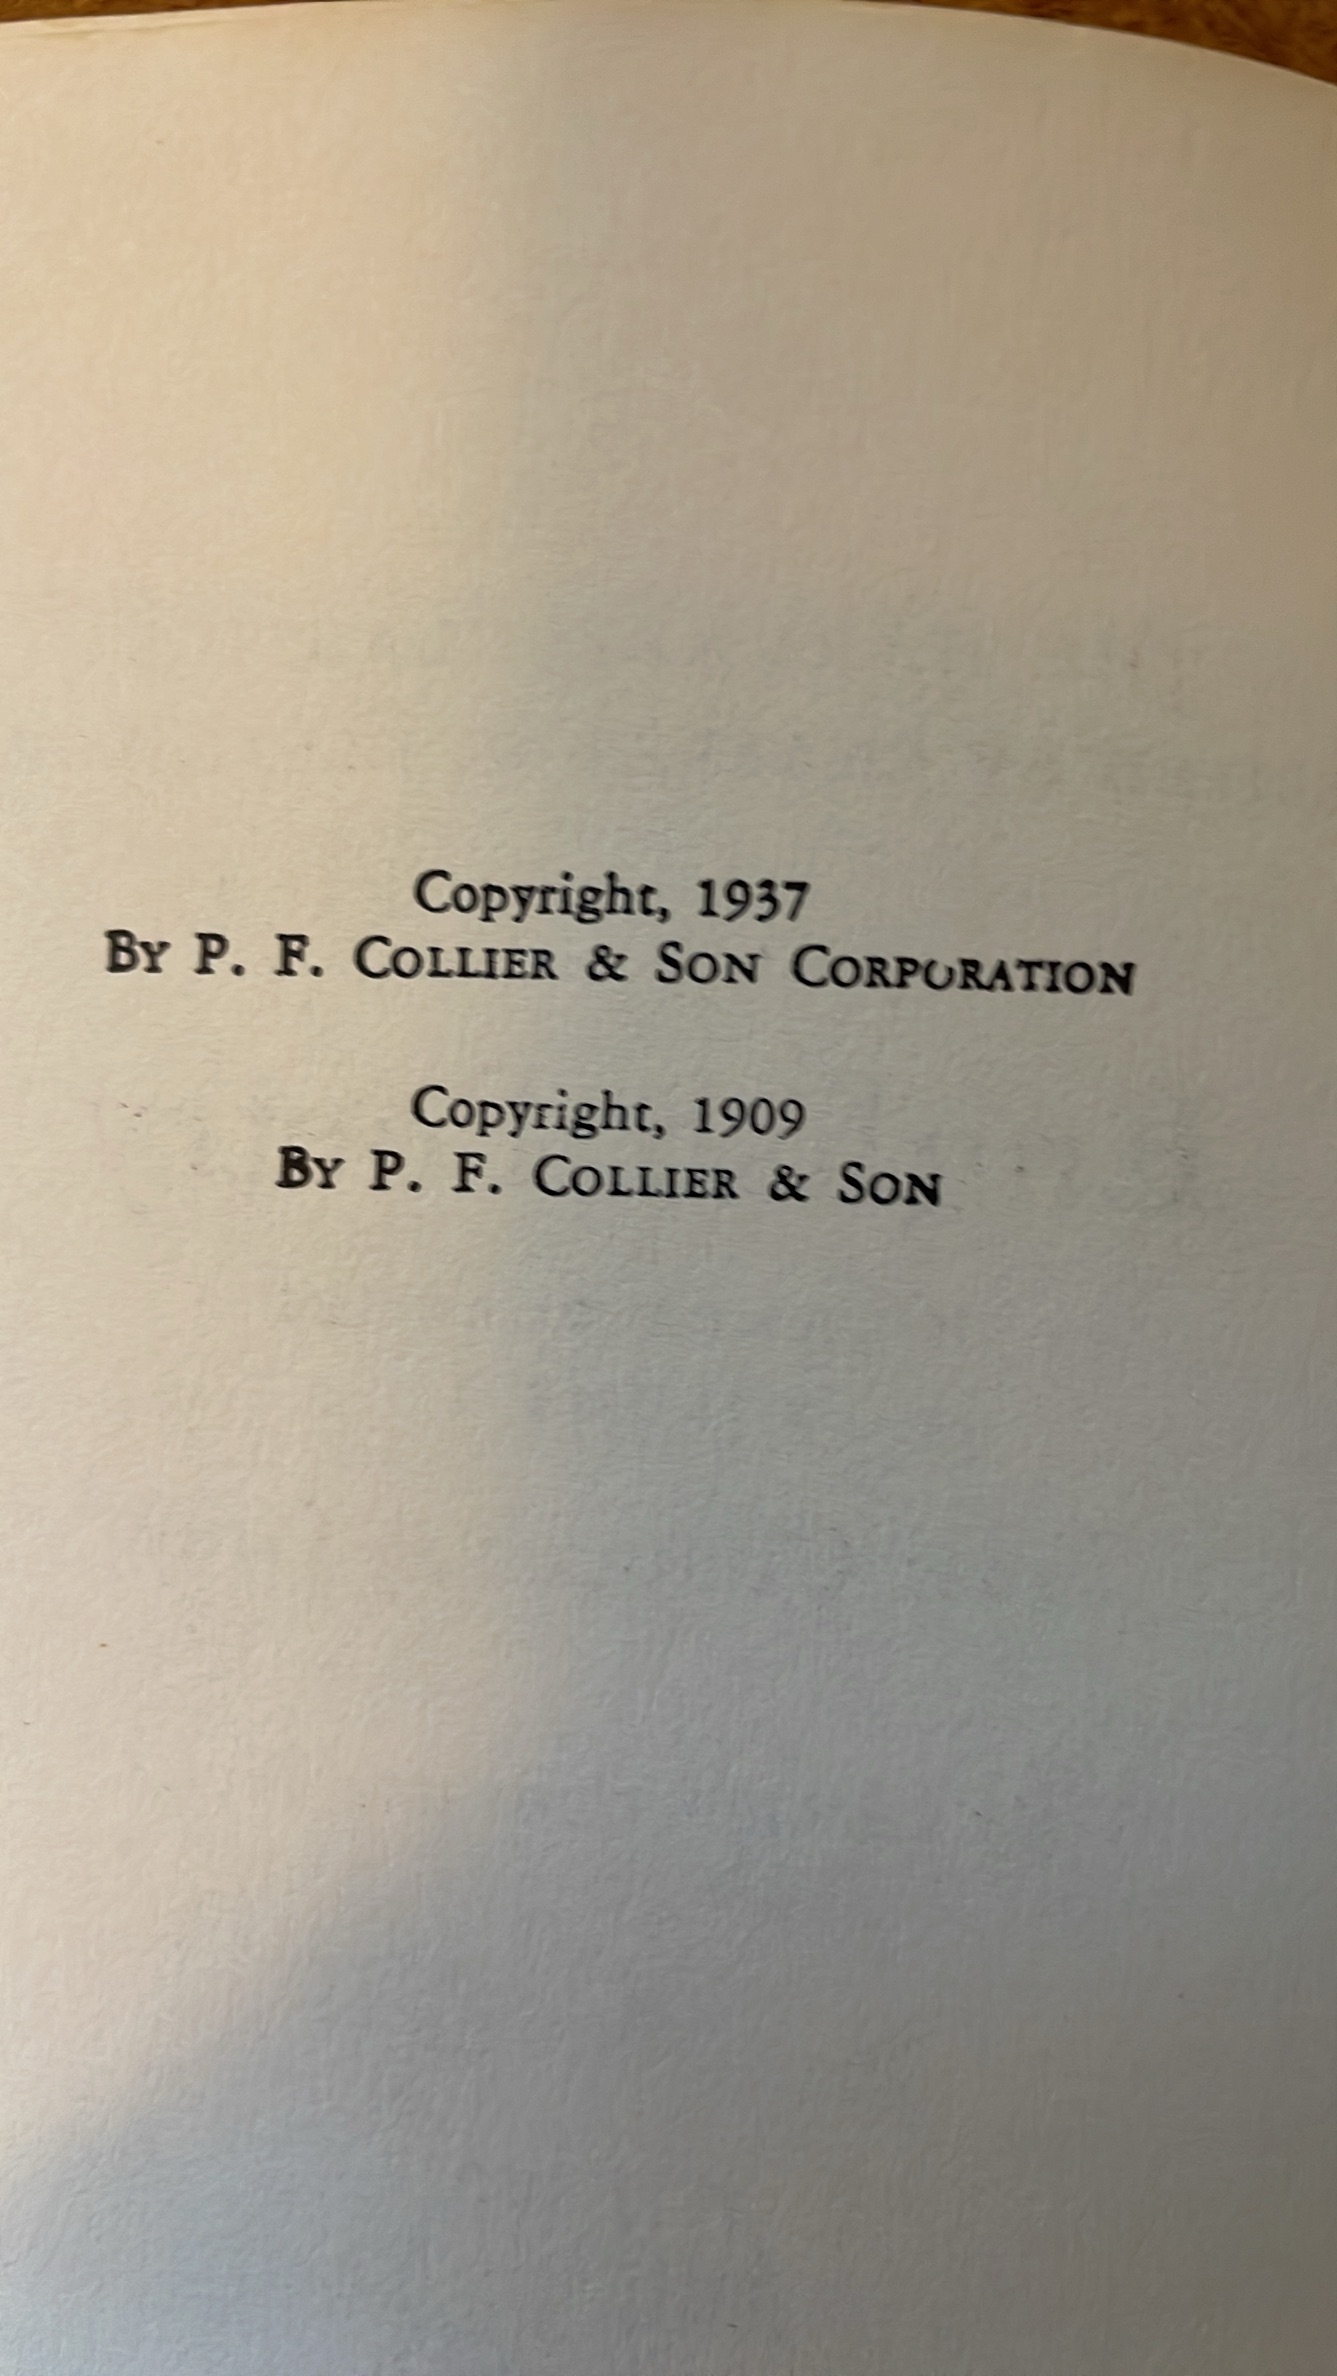 Copyright, 1937
By P. F. Collier & Son Corporation
Copyright, 1909
By P. F. Collier & Son